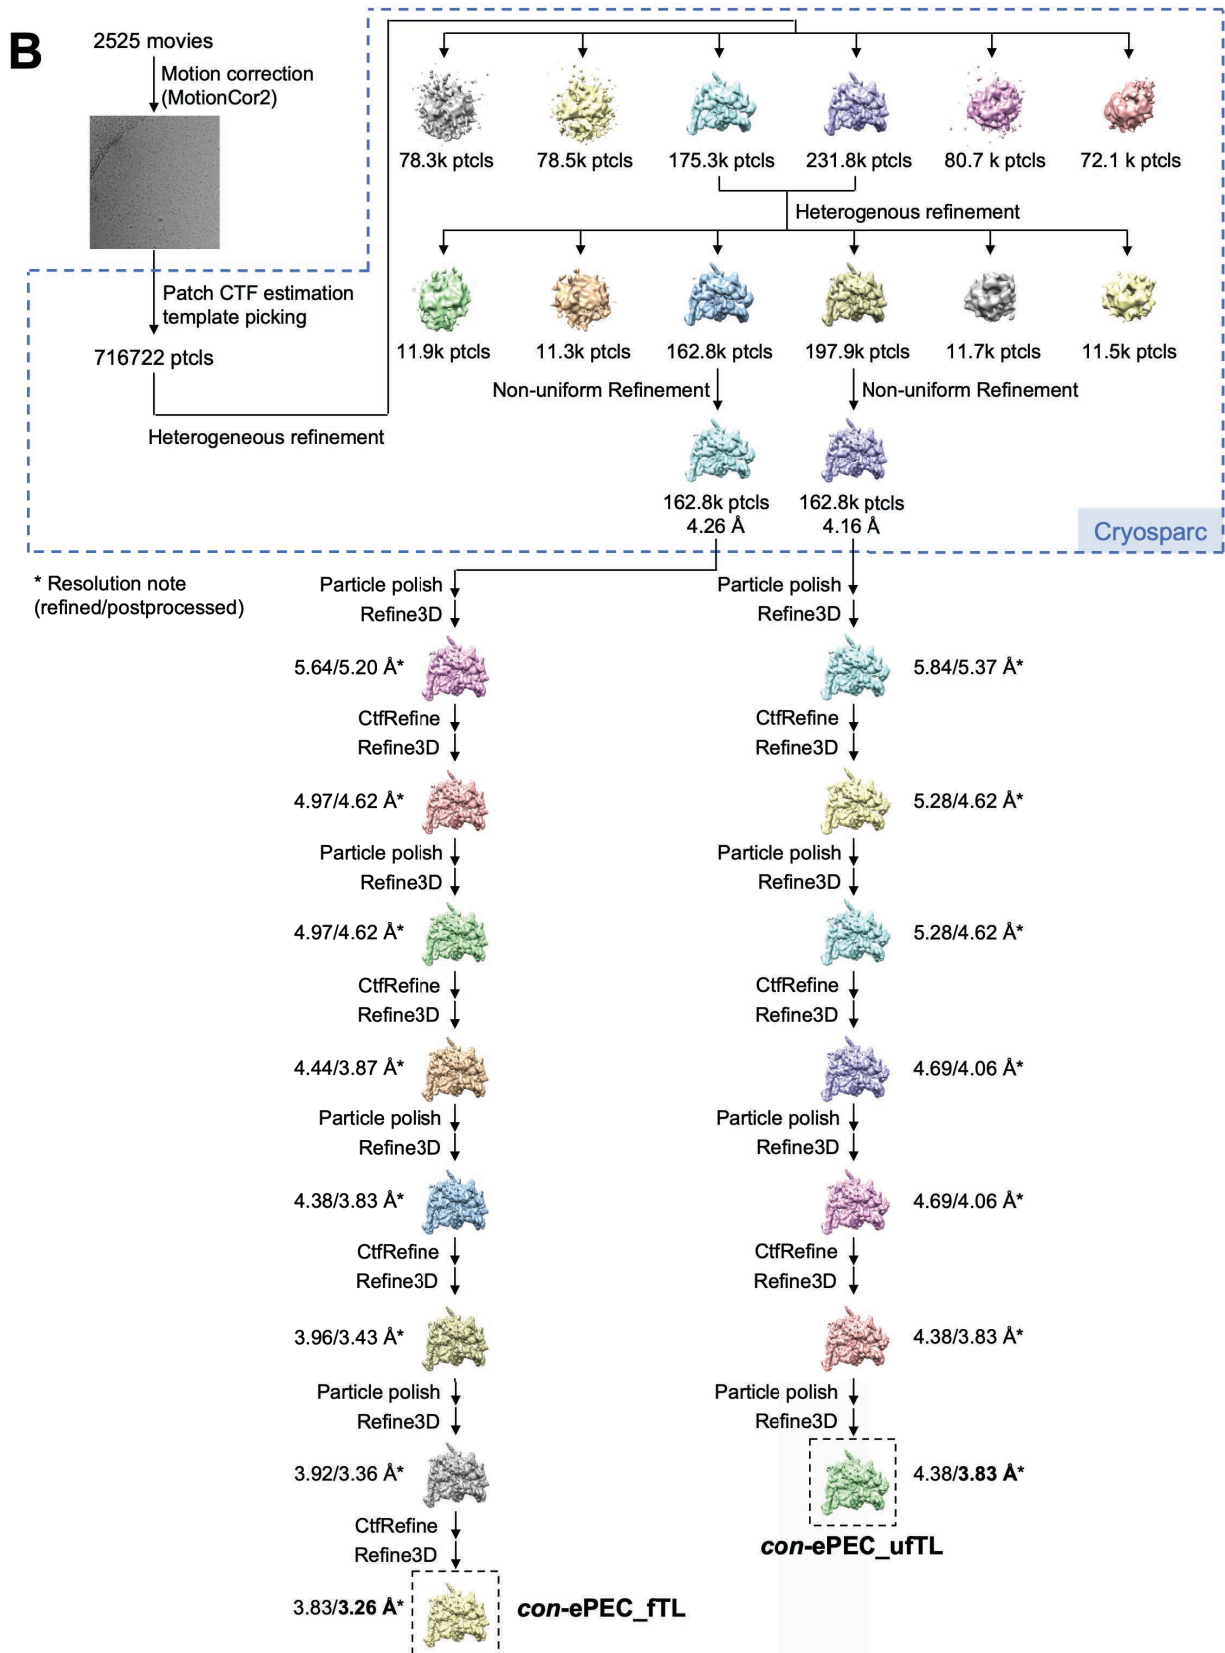 B
2525 movies
Motion correction
(MotionCor2)
Patch CTF estimation
template picking
716722 ptcls
Heterogeneous refinement
78.3k ptcls
78.5k ptcls
175.3k ptcls
231.8k ptcls
80.7 k ptcls
72.1 k ptcls
Heterogenous refinement
11.9k ptcls
11.3k ptcls
162.8k ptcls
197.9k ptcls
11.7k ptcls
11.5k ptcls
Non-uniform Refinement
Non-uniform Refinement
162.8k ptcls
4.26 Å
162.8k ptcls
4.16 Å
Cryosparc
* Resolution note
(refined/postprocessed)
Particle polish
Refine3D
5.64/5.20 Å*
CtfRefine
Refine3D
4.97/4.62 Å*
Particle polish
Refine3D
4.97/4.62 Å*
CtfRefine
Refine3D
4.44/3.87 Å*
Particle polish
Refine3D
4.38/3.83 Å*
CtfRefine
Refine3D
3.96/3.43 Å*
Particle polish
Refine3D
3.92/3.36 Å*
CtfRefine
Refine3D
3.83/3.26 Å*
con-ePEC_fTL
Particle polish
Refine3D
5.84/5.37 Å*
CtfRefine
Refine3D
5.28/4.62 Å*
Particle polish
Refine3D
5.28/4.62 Å*
CtfRefine
Refine3D
4.69/4.06 Å*
Particle polish
Refine3D
4.69/4.06 Å*
CtfRefine
Refine3D
4.38/3.83 Å*
Particle polish
Refine3D
4.38/3.83 Å*
con-ePEC_ufTL